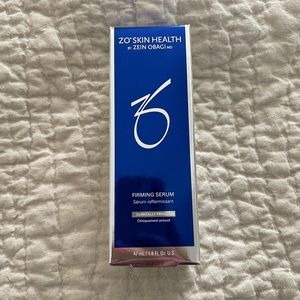 ZO® SKIN HEALTH
BY ZEIN OBAGI MD
FIRMING SERUM
Sérum raffermissant
CLINICALLY PROVEN
Cliniquement prouvé
47 mL / 1.6 Fl. Oz. U.S.